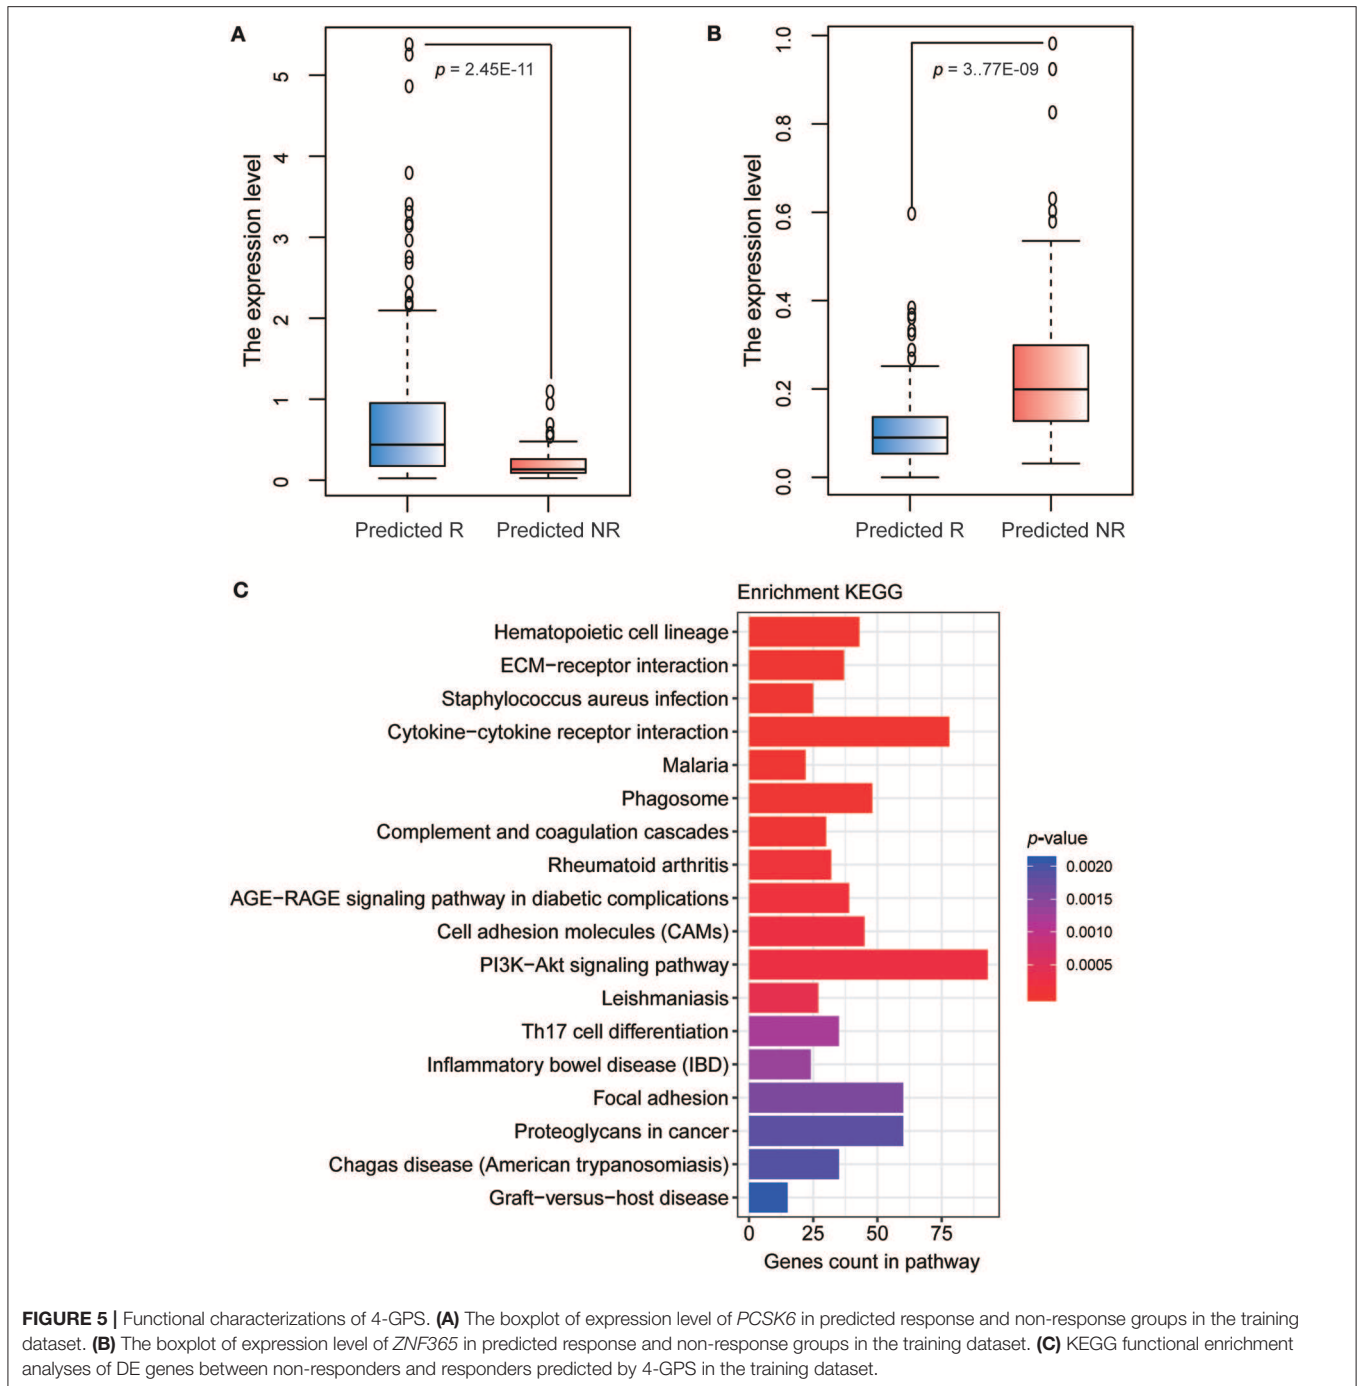 A
5
4
3
2
1
0
The expression level
p = 2.45E-11
Predicted R
Predicted NR
B
1.0
0.8
0.6
0.4
0.2
0.0
The expression level
p = 3..77E-09
Predicted R
Predicted NR
C
Enrichment KEGG
Hematopoietic cell lineage
ECM−receptor interaction
Staphylococcus aureus infection
Cytokine−cytokine receptor interaction
Malaria
Phagosome
Complement and coagulation cascades
Rheumatoid arthritis
AGE−RAGE signaling pathway in diabetic complications
Cell adhesion molecules (CAMs)
PI3K−Akt signaling pathway
Leishmaniasis
Th17 cell differentiation
Inflammatory bowel disease (IBD)
Focal adhesion
Proteoglycans in cancer
Chagas disease (American trypanosomiasis)
Graft−versus−host disease
0 25 50 75
Genes count in pathway
p-value
0.0020
0.0015
0.0010
0.0005
FIGURE 5 | Functional characterizations of 4-GPS. (A) The boxplot of expression level of PCSK6 in predicted response and non-response groups in the training
dataset. (B) The boxplot of expression level of ZNF365 in predicted response and non-response groups in the training dataset. (C) KEGG functional enrichment
analyses of DE genes between non-responders and responders predicted by 4-GPS in the training dataset.